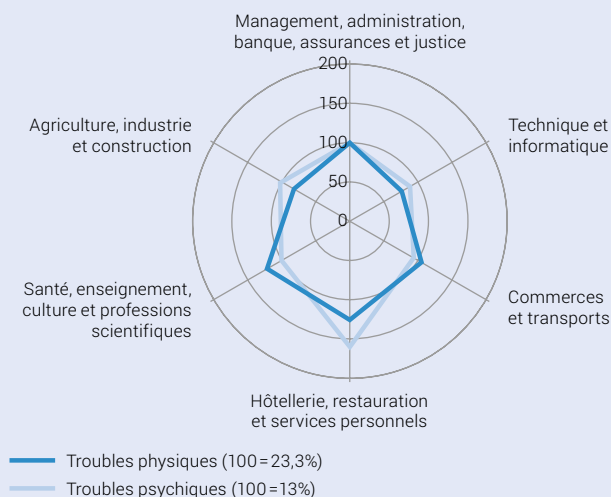 Management, administration,
banque, assurances et justice
200
150
100
50
0
Agriculture, industrie
et construction
Technique et
informatique
Santé, enseignement,
culture et professions
scientifiques
Commerces
et transports
Hôtellerie, restauration
et services personnels
Troubles physiques (100=23,3%)
Troubles psychiques (100=13%)